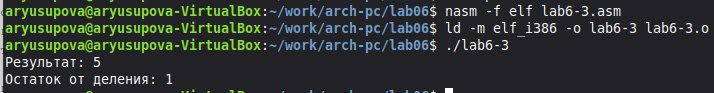 aryusupova@aryusupova-VirtualBox:~/work/arch-pc/lab06$ nasm -f elf lab6-3.asm
aryusupova@aryusupova-VirtualBox:~/work/arch-pc/lab06$ ld -m elf_i386 -o lab6-3 lab6-3.o
aryusupova@aryusupova-VirtualBox:~/work/arch-pc/lab06$ ./lab6-3
Результат: 5
Остаток от деления: 1